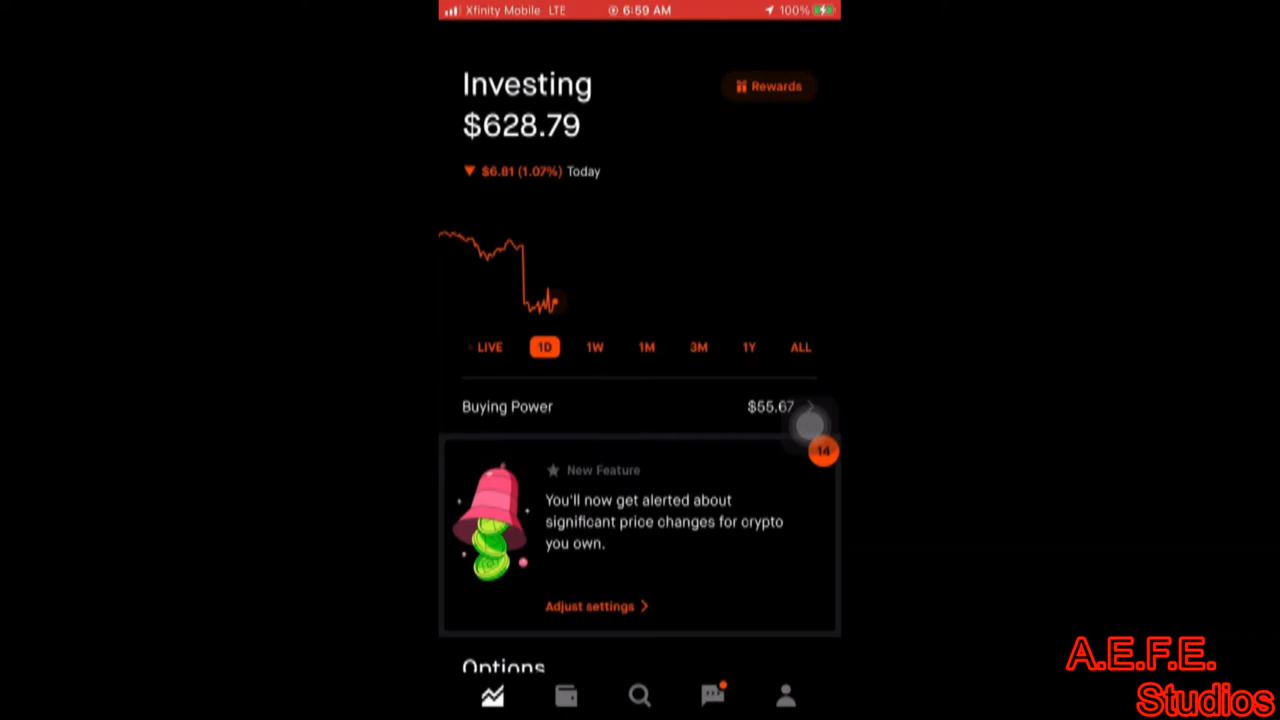 Xfinity Mobile LTE 6:59 AM 100%
Investing
Rewards
$628.79
$6.81 (1.07%) Today
LIVE 1D 1W 1M 3M 1Y ALL
Buying Power $55.67
14
New Feature
You'll now get alerted about
significant price changes for crypto
you own.
Adjust settings
Options
A.E.F.E.
Studios